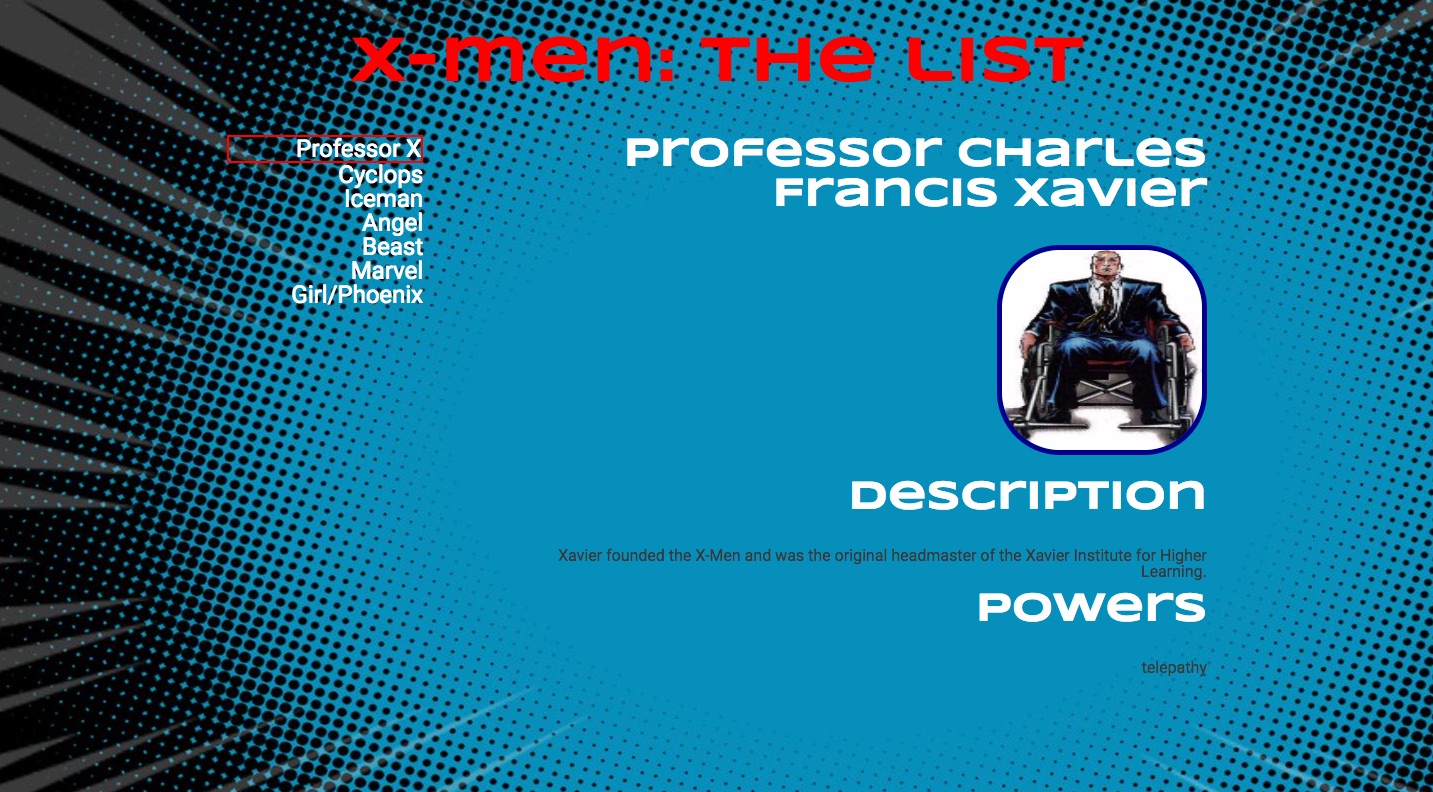 X-men: The List
Professor X
Cyclops
Iceman
Angel
Beast
Marvel
Girl/Phoenix
Professor Charles
Francis Xavier
Description
Xavier founded the X-Men and was the original headmaster of the Xavier Institute for Higher
Learning.
Powers
telepathy